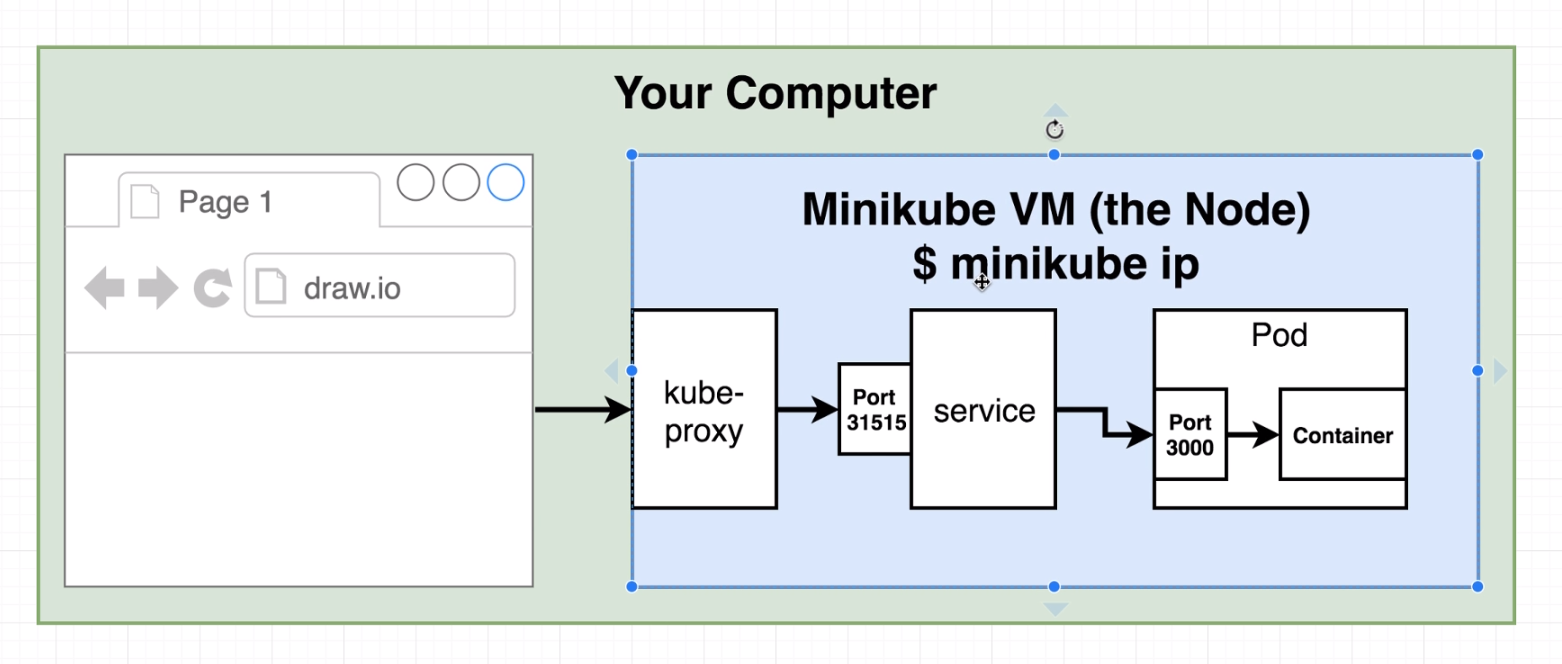 Your Computer
Page 1
draw.io
Minikube VM (the Node)
$ minikube ip
kube-
proxy
Port
31515
service
Pod
Port
3000
Container